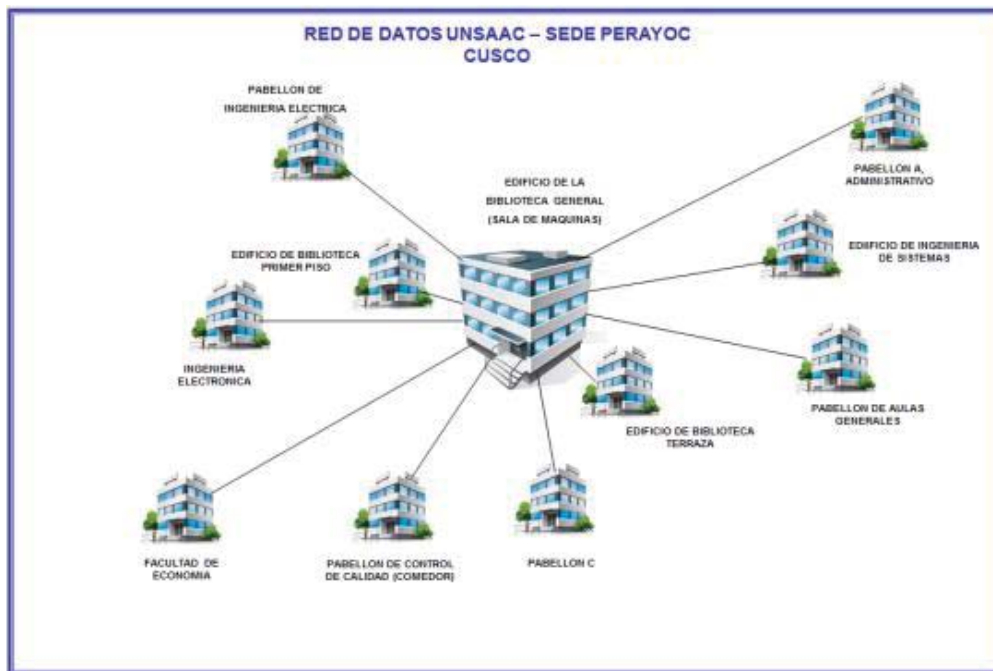 RED DE DATOS UNSAAC – SEDE PERAYOC
CUSCO
PABELLON DE
INGENIERIA ELECTRICA
PABELLON A,
ADMINISTRATIVO
EDIFICIO DE LA
BIBLIOTECA GENERAL
(SALA DE MAQUINAS)
EDIFICIO DE BIBLIOTECA
PRIMER PISO
EDIIFICIO DE INGENIERIA
DE SISTEMAS
INGENIERIA
ELECTRONICA
PABELLON DE AULAS
GENERALES
EDIFICIO DE BIBLIOTECA
TERRAZA
FACULTAD DE
ECONOMIA
PABELLON DE CONTROL
DE CALIDAD (COMEDOR)
PABELLON C